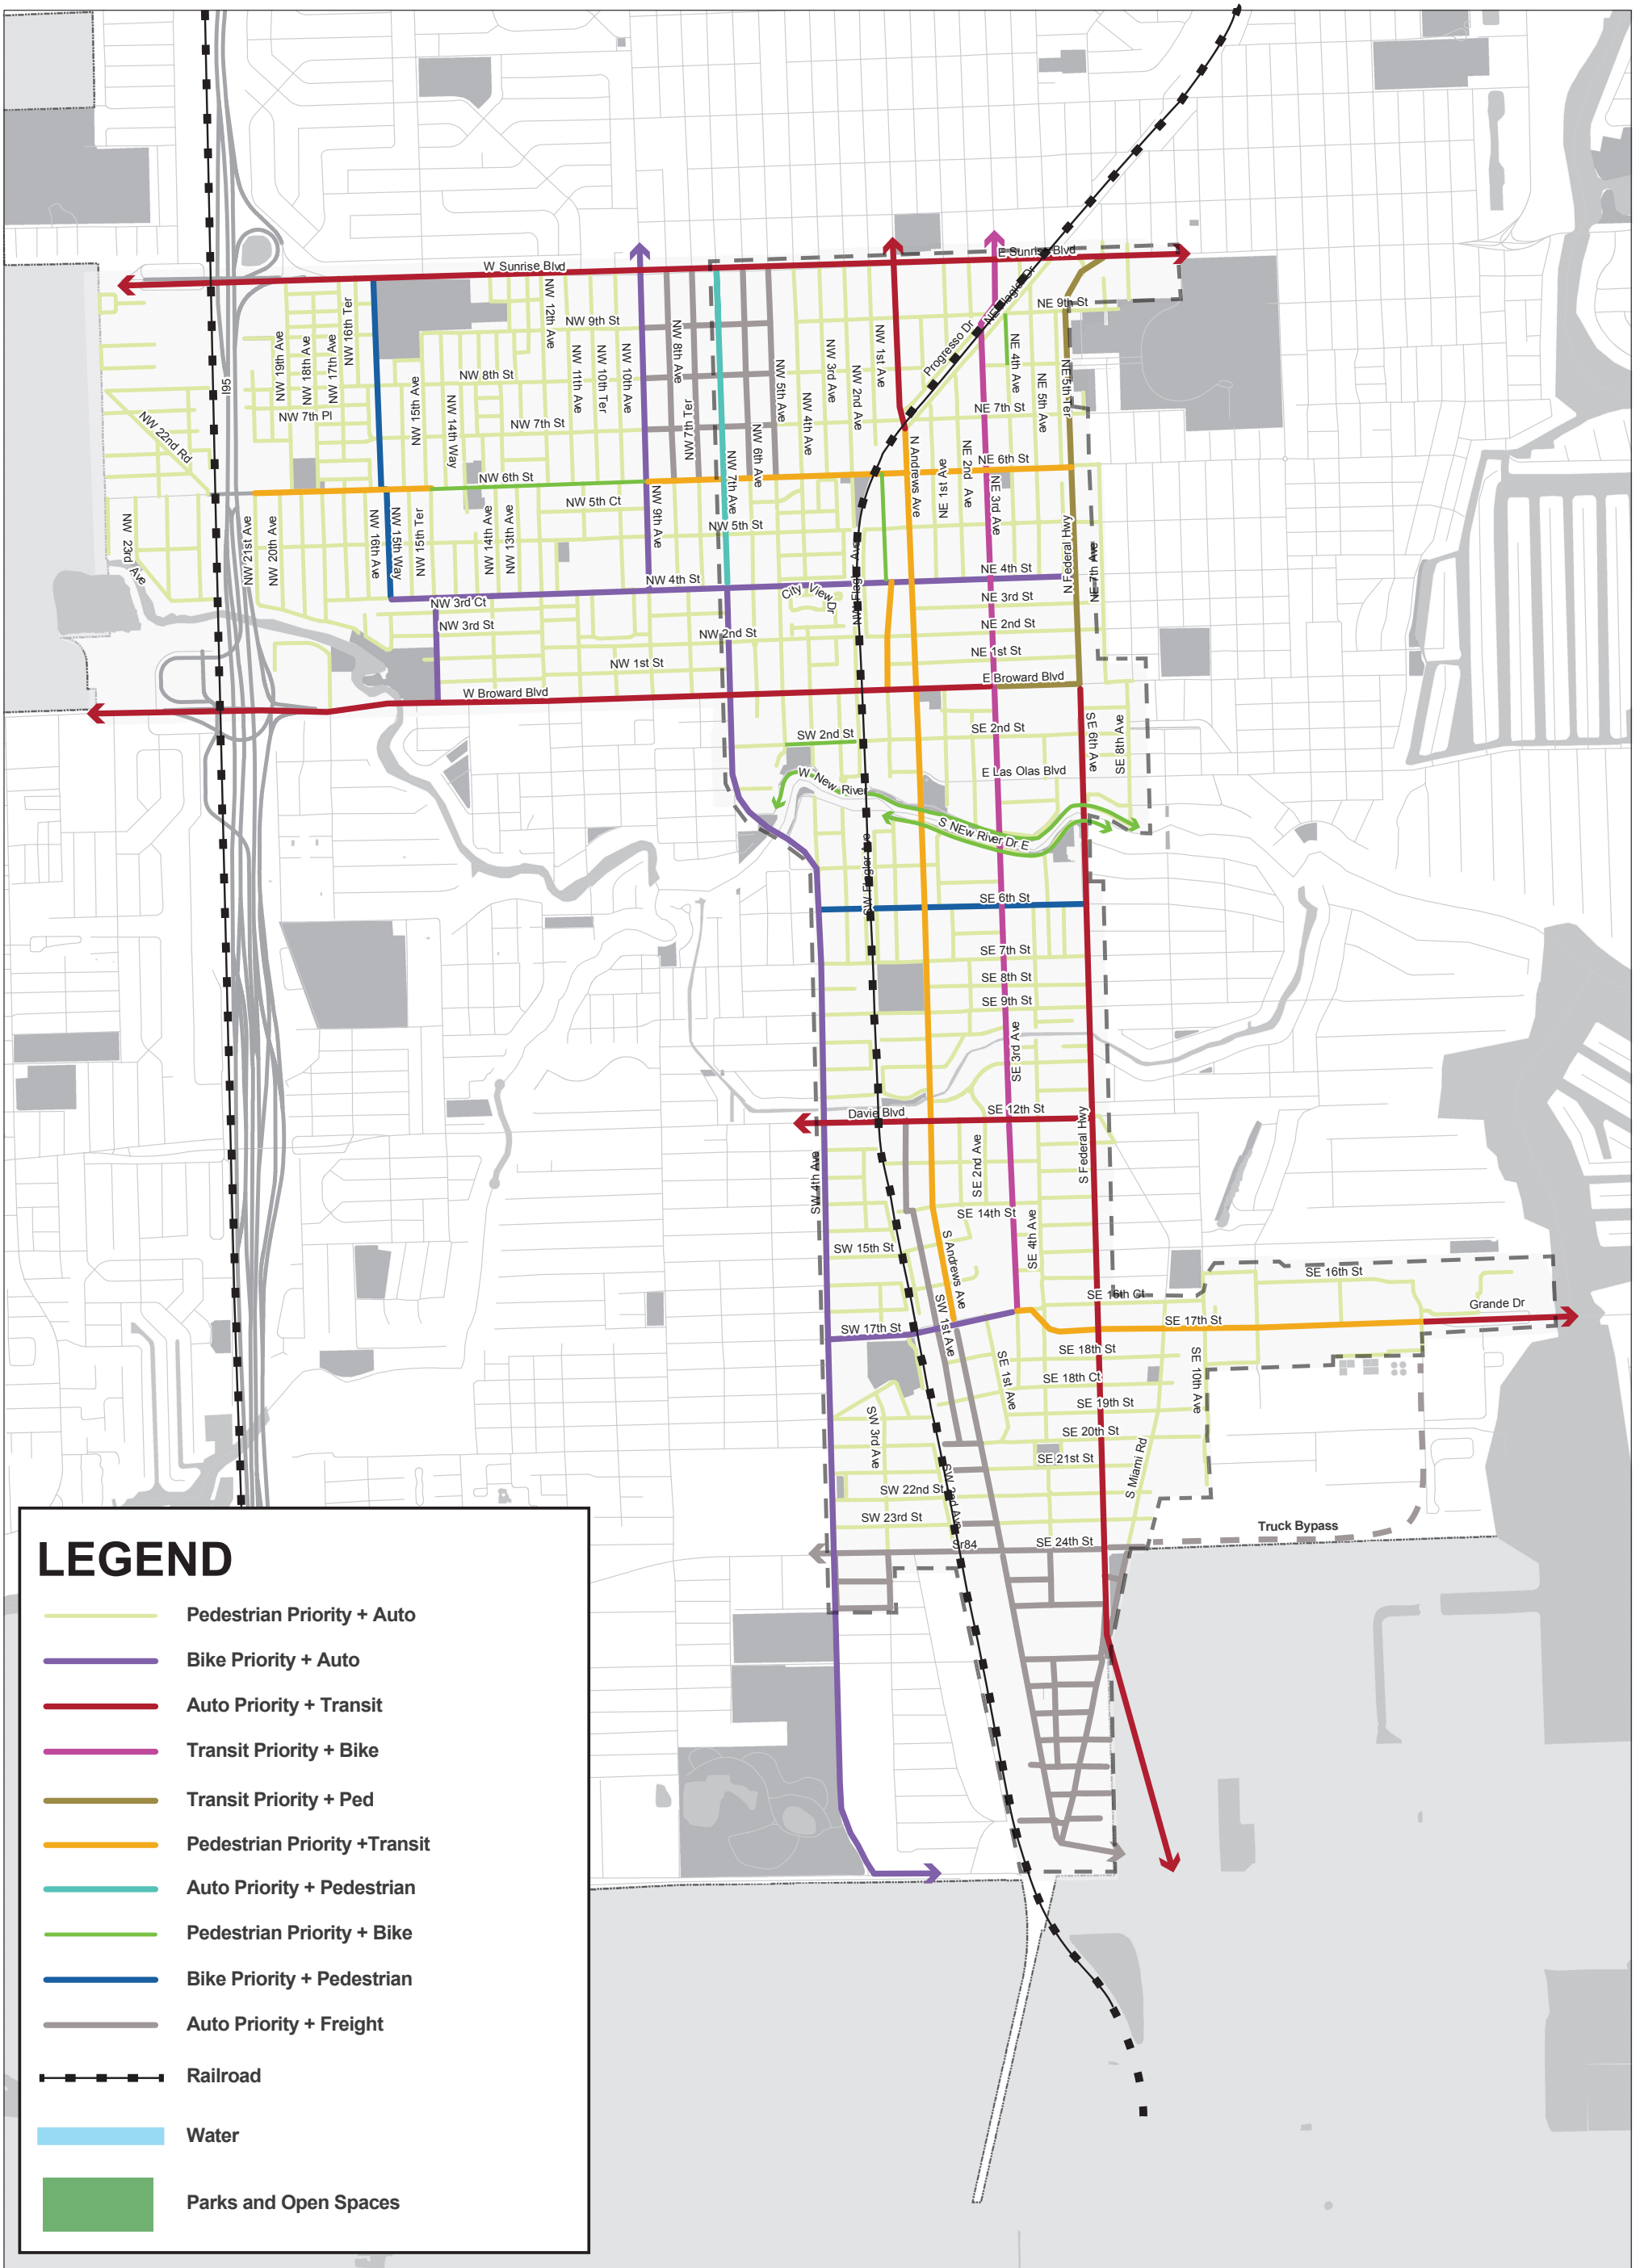 W Sunrise Blvd
E Sunrise Blvd
NE 9th St
NW 9th St
NW 12th Ave
NW 16th Ter
NW 19th Ave
NW 18th Ave
NW 17th Ave
NW 8th Ave
NW 11th Ave
NW 10th Ter
NW 10th Ave
NW 3rd Ave
NW 2nd Ave
NW 1st Ave
Progresso Dr
NE 4th Ave
NE 5th Ave
NE 5th Ter
I95
NW 8th St
NW 15th Ave
NW 14th Way
NW 7th Ter
NW 5th Ave
NW 4th Ave
NW 7th Pl
NW 7th St
NE 7th St
NW 22nd Rd
NW 6th St
NE 6th St
NW 7th Ave
NW 6th Ave
N Andrews Ave
NE 1st Ave
NE 2nd Ave
NE 3rd Ave
NW 5th Ct
NW 5th St
NW 23rd Ave
NW 21st Ave
NW 20th Ave
NW 16th Ave
NW 15th Way
NW 15th Ter
NW 14th Ave
NW 13th Ave
NW 9th Ave
N Federal Hwy
NE 7th Ave
NW 4th St
NE 4th St
City View Dr
NW 3rd Ct
NE 3rd St
NW 3rd St
NW 2nd St
NE 2nd St
NW 1st St
NE 1st St
W Broward Blvd
E Broward Blvd
SW 2nd St
SE 2nd St
SE 6th Ave
SE 8th Ave
E Las Olas Blvd
W New River
S NEw River Dr E
SW Flagler Ave
SE 6th St
SE 7th St
SE 8th St
SE 9th St
SE 3rd Ave
Davie Blvd
SE 12th St
S Federal Hwy
SW 4th Ave
SE 2nd Ave
SE 14th St
SE 4th Ave
SW 15th St
S Andrews Ave
SE 16th St
SE 16th Ct
Grande Dr
SW 17th St
SW 1st Ave
SE 17th St
SE 18th St
SE 1st Ave
SE 18th Ct
SE 10th Ave
SE 19th St
SW 3rd Ave
SE 20th St
SE 21st St
S Miami Rd
SW 22nd St
SW 2nd Ave
SW 23rd St
Truck Bypass
Sr84
SE 24th St
LEGEND
Pedestrian Priority + Auto
Bike Priority + Auto
Auto Priority + Transit
Transit Priority + Bike
Transit Priority + Ped
Pedestrian Priority +Transit
Auto Priority + Pedestrian
Pedestrian Priority + Bike
Bike Priority + Pedestrian
Auto Priority + Freight
Railroad
Water
Parks and Open Spaces